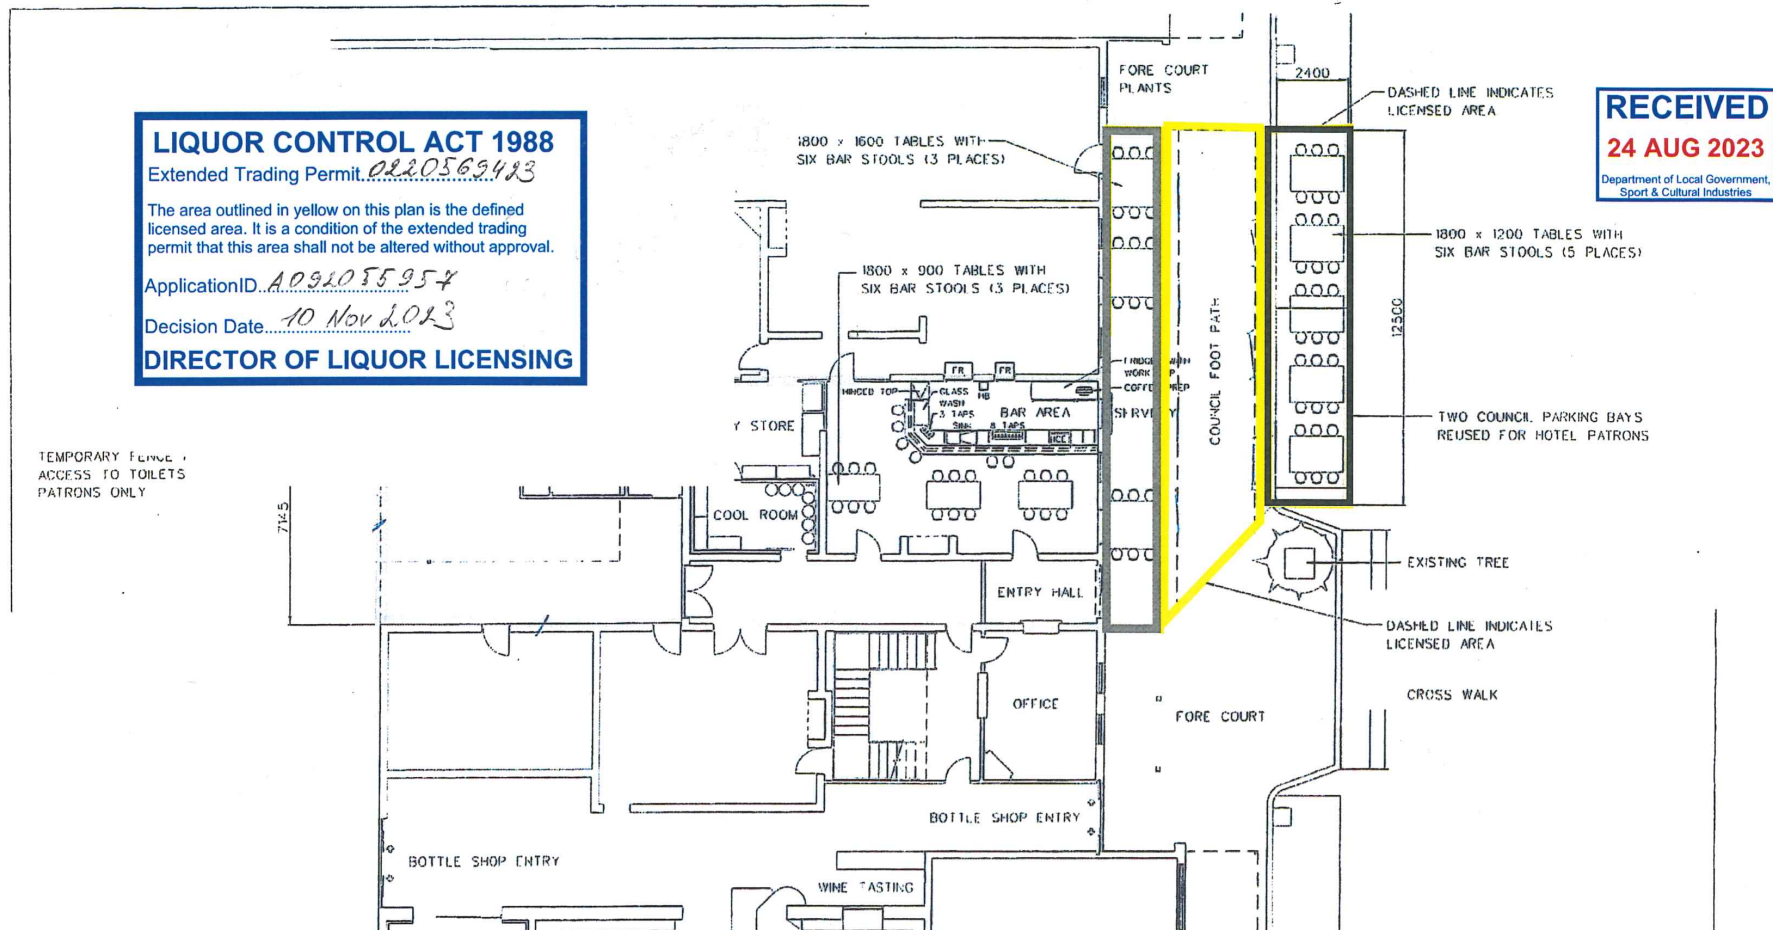 LIQUOR CONTROL ACT 1988
Extended Trading Permit 0220569423
The area outlined in yellow on this plan is the defined
licensed area. It is a condition of the extended trading
permit that this area shall not be altered without approval.
ApplicationID A092055957
Decision Date 10 Nov 2023
DIRECTOR OF LIQUOR LICENSING
RECEIVED
24 AUG 2023
Department of Local Government,
Sport & Cultural Industries
FORE COURT
PLANTS
2400
DASHED LINE INDICATES
LICENSED AREA
1800 x 1600 TABLES WITH
SIX BAR STOOLS (3 PLACES)
1800 x 1200 TABLES WITH
SIX BAR STOOLS (5 PLACES)
1800 x 900 TABLES WITH
SIX BAR STOOLS (3 PLACES)
12500
COUNCIL FOOT PATH
FR
FR
HINGED TOP
GLASS
WASH
3 TAPS
HB
BAR AREA
SINK
8 TAPS
ICE
Y STORE
COOL ROOM
TWO COUNCIL PARKING BAYS
REUSED FOR HOTEL PATRONS
TEMPORARY
ACCESS TO TOILETS
PATRONS ONLY
7145
EXISTING TREE
ENTRY HALL
DASHED LINE INDICATES
LICENSED AREA
CROSS WALK
OFFICE
FORE COURT
BOTTLE SHOP ENTRY
BOTTLE SHOP ENTRY
WINE TASTING